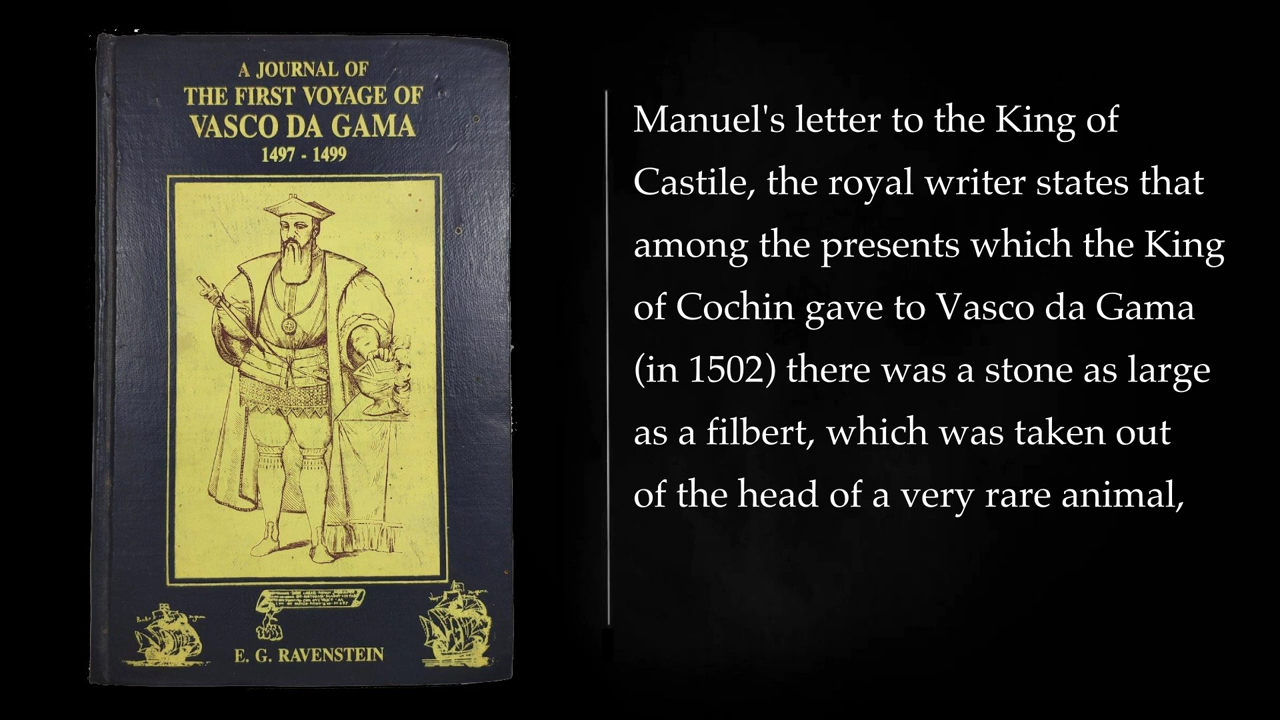 A JOURNAL OF
THE FIRST VOYAGE OF
VASCO DA GAMA
1497 - 1499
E. G. RAVENSTEIN
Manuel's letter to the King of
Castile, the royal writer states that
among the presents which the King
of Cochin gave to Vasco da Gama
(in 1502) there was a stone as large
as a filbert, which was taken out
of the head of a very rare animal,